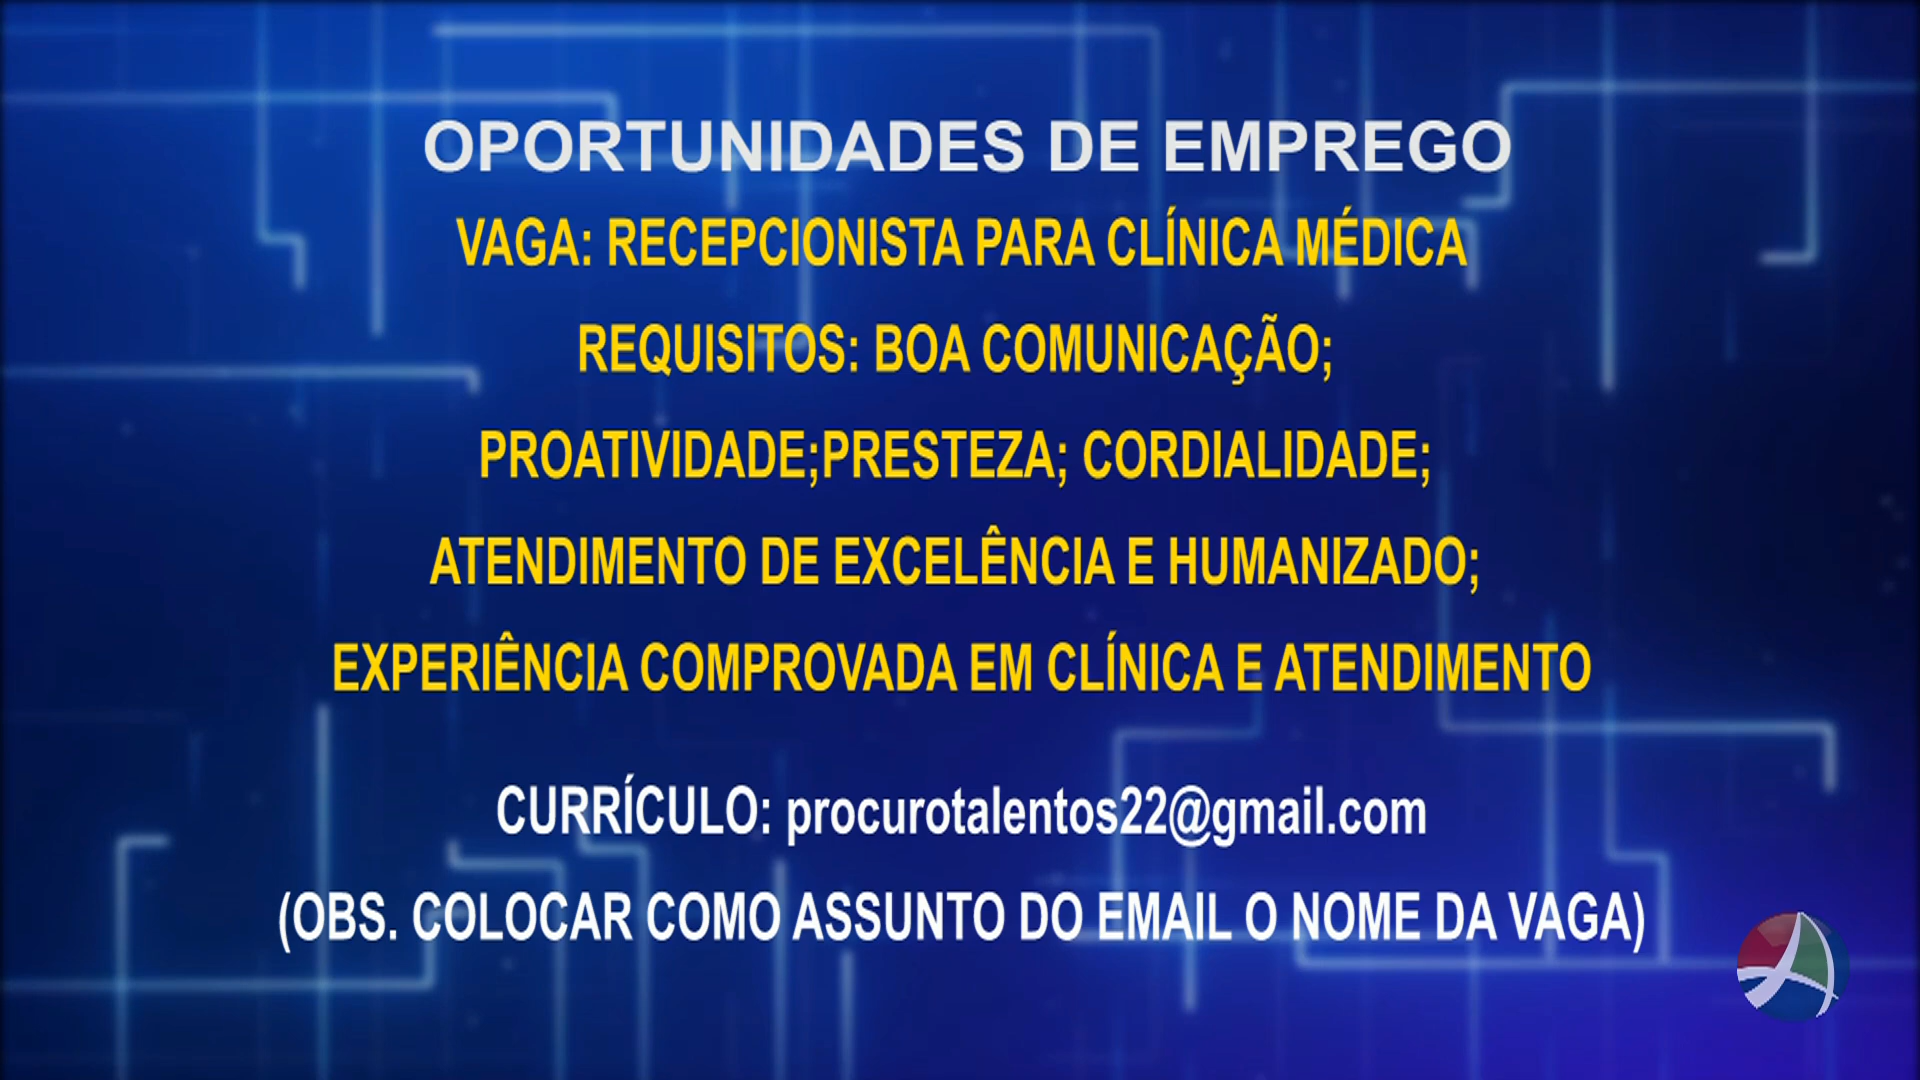 OPORTUNIDADES DE EMPREGO
VAGA: RECEPCIONISTA PARA CLÍNICA MÉDICA
REQUISITOS: BOA COMUNICAÇÃO;
PROATIVIDADE;PRESTEZA; CORDIALIDADE;
ATENDIMENTO DE EXCELÊNCIA E HUMANIZADO;
EXPERIÊNCIA COMPROVADA EM CLÍNICA E ATENDIMENTO
CURRÍCULO: procurotalentos22@gmail.com
(OBS. COLOCAR COMO ASSUNTO DO EMAIL O NOME DA VAGA)